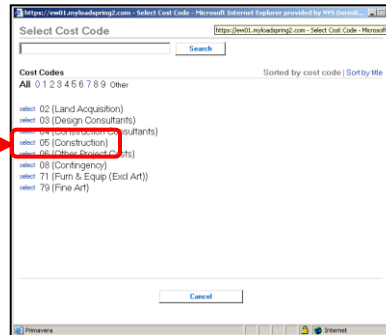 https://ew01.myloadspring2.com - Select Cost Code - Microsoft Internet Explorer provided by NYS Dormit...
Select Cost Code
https://ew01.myloadspring2.com - Select Cost Code - Microsoft
Search
Cost Codes
Sorted by cost code | Sort by title
All 0 1 2 3 4 5 6 7 8 9 Other
select 02 (Land Acquisition)
select 03 (Design Consultants)
select 04 (Construction Consultants)
select 05 (Construction)
select 06 (Other Project Costs)
select 08 (Contingency)
select 71 (Furn & Equip (Excl Art))
select 79 (Fine Art)
Cancel
Primavera
Internet